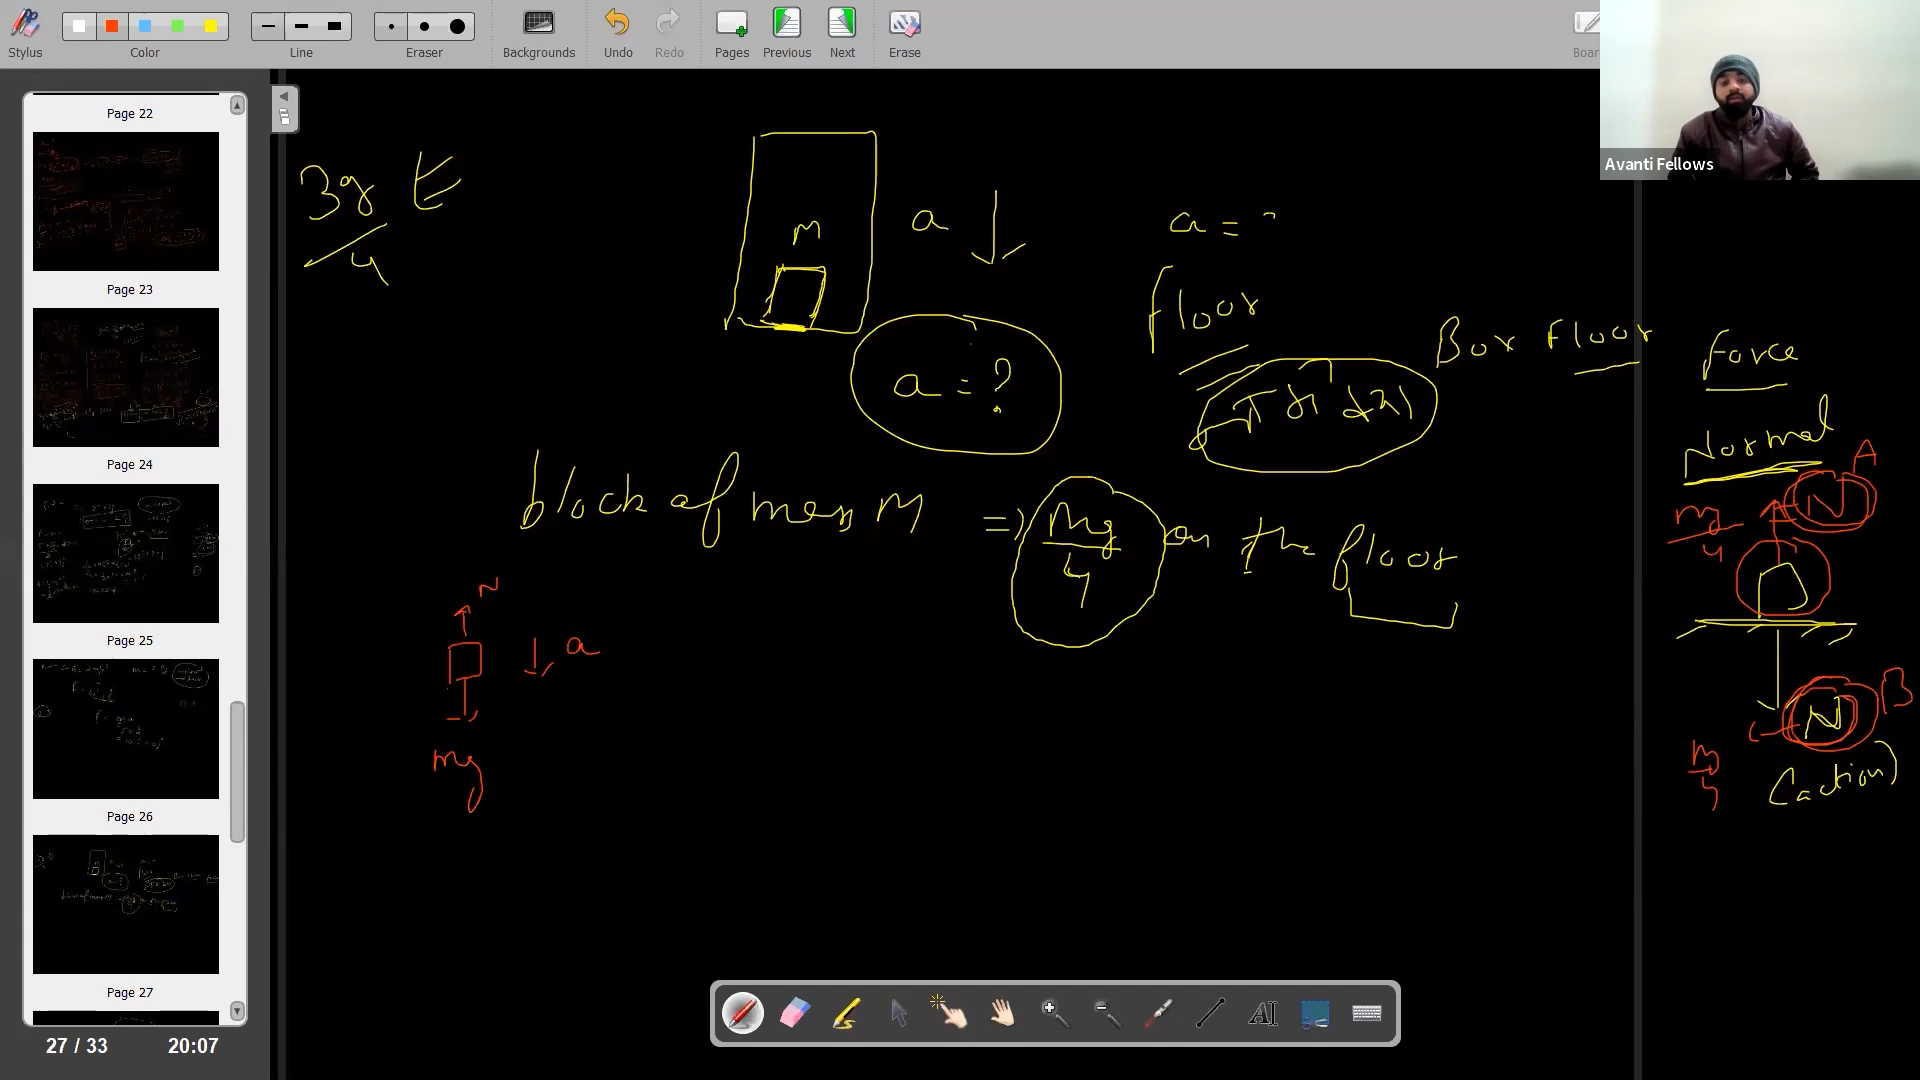 Stylus
Color
Line
Eraser
Backgrounds
Undo
Redo
Pages
Previous
Next
Erase
Boar
Avanti Fellows
Page 22
Page 23
Page 24
Page 25
Page 26
Page 27
27 / 33
20:07
3g
4
m
a
a = ?
floor
a = ?
Box floor
Force
Normal
A
N
mg
4
block of mass M => Mg on the floor
4
N
a
mg
N
B
m
4
(action)
AI